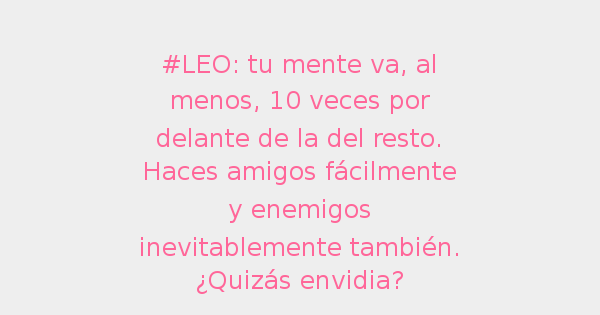 #LEO: tu mente va, al
menos, 10 veces por
delante de la del resto.
Haces amigos fácilmente
y enemigos
inevitablemente también.
¿Quizás envidia?